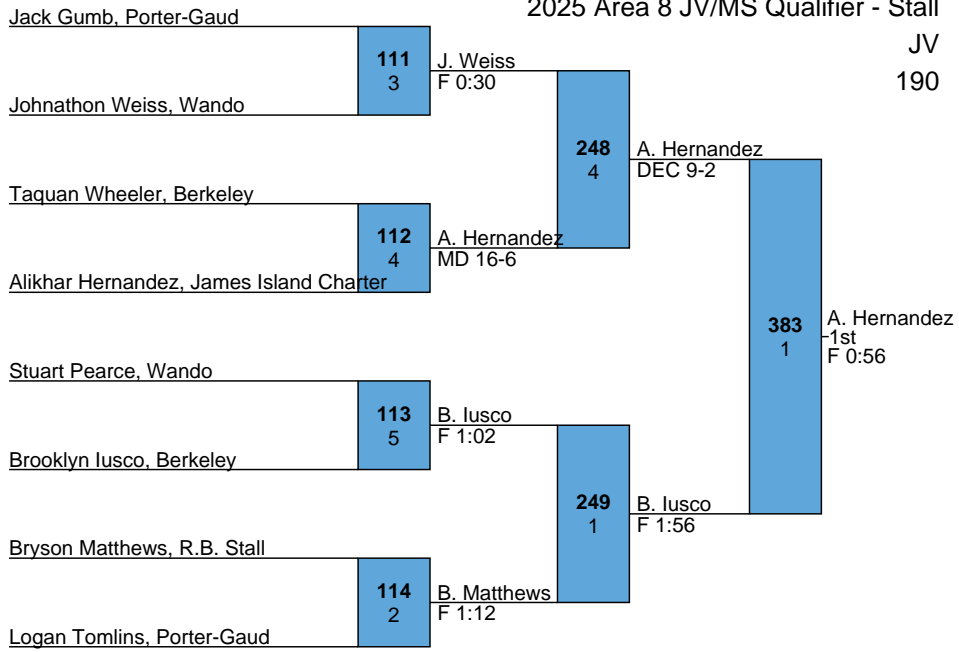 2025 Area 8 JV/MS Qualifier - Stall
JV
190
Jack Gumb, Porter-Gaud
111
3
J. Weiss
F 0:30
Johnathon Weiss, Wando
248
4
A. Hernandez
DEC 9-2
Taquan Wheeler, Berkeley
112
4
A. Hernandez
MD 16-6
Alikhar Hernandez, James Island Charter
383
1
A. Hernandez
1st
F 0:56
Stuart Pearce, Wando
113
5
B. Iusco
F 1:02
Brooklyn Iusco, Berkeley
249
1
B. Iusco
F 1:56
Bryson Matthews, R.B. Stall
114
2
B. Matthews
F 1:12
Logan Tomlins, Porter-Gaud